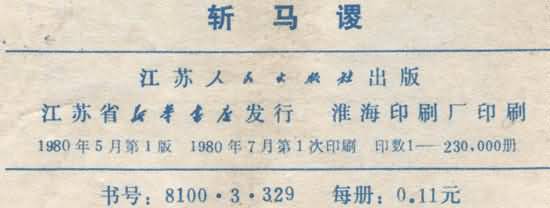 斩马谡
江苏人民出版社出版
江苏省新华书店发行 淮海印刷厂印刷
1980年5月第1版 1980年7月第1次印刷 印数1—230,000册
书号：8100·3·329 每册：0.11元